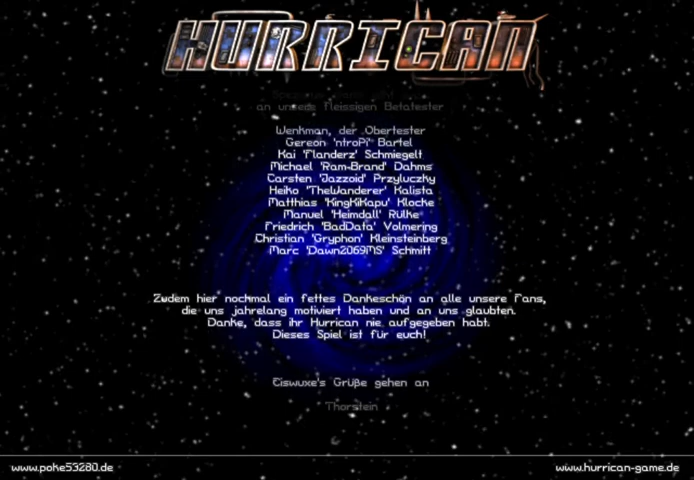 HURRICAN
an unsere fleissigen Betatester
Wenkman, der Obertester
Gereon 'ntroPi' Bartel
Kai 'Flanderz' Schmiegelt
Michael 'Ram-Brand' Dahms
Carsten 'Jazzoid' Przyluczky
Heiko 'TheWanderer' Kalista
Matthias 'KingKiKapu' Klocke
Manuel 'Heimdall' Rülke
Friedrich 'BadData' Volmering
Christian 'Gryphon' Kleinsteinberg
Marc 'Dawn2069MS' Schmitt
Zudem hier nochmal ein fettes Dankeschön an alle unsere Fans,
die uns jahrelang motiviert haben und an uns glaubten.
Danke, dass ihr Hurrican nie aufgegeben habt.
Dieses Spiel ist für euch!
Eiswuxe's Grüße gehen an
Thorstein
www.poke53280.de
www.hurrican-game.de